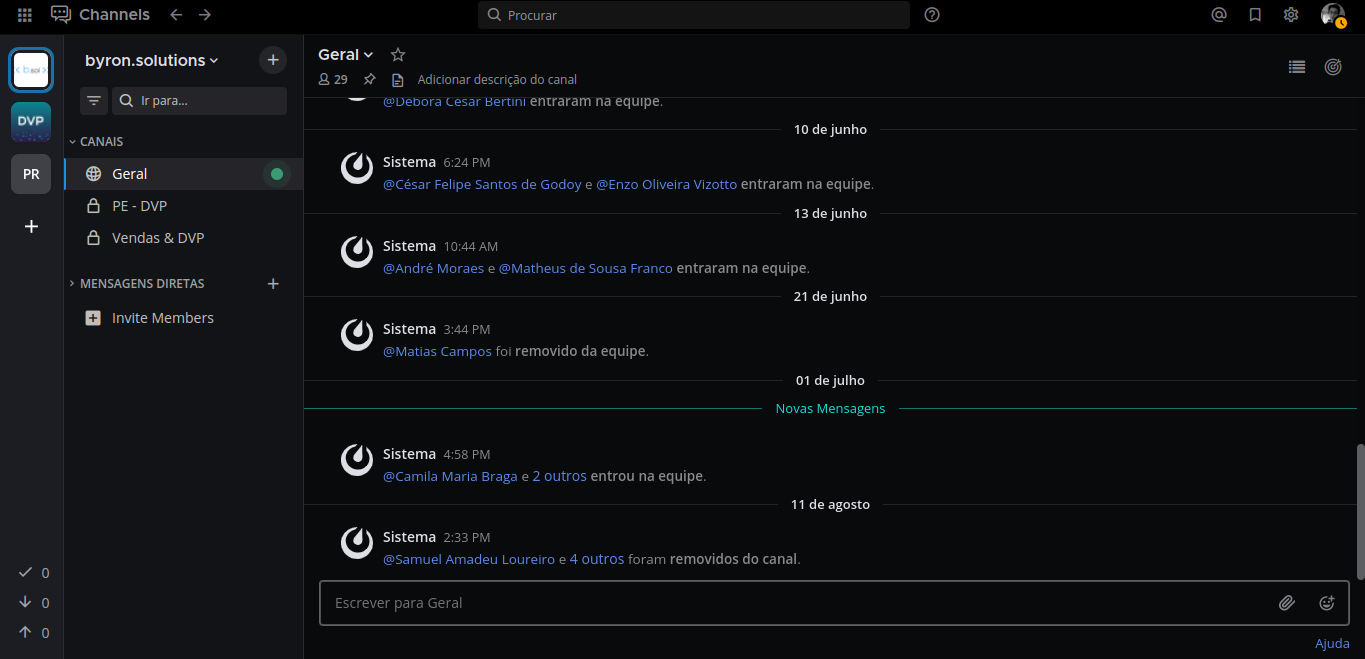 Channels
Procurar
byron.solutions
Ir para...
b.sol
DVP
PR
CANAIS
Geral
PE - DVP
Vendas & DVP
MENSAGENS DIRETAS
Invite Members
0
0
0
Geral
29
Adicionar descrição do canal
@Debora Cesar Bertini entraram na equipe.
10 de junho
Sistema 6:24 PM
@César Felipe Santos de Godoy e @Enzo Oliveira Vizotto entraram na equipe.
13 de junho
Sistema 10:44 AM
@André Moraes e @Matheus de Sousa Franco entraram na equipe.
21 de junho
Sistema 3:44 PM
@Matias Campos foi removido da equipe.
01 de julho
Novas Mensagens
Sistema 4:58 PM
@Camila Maria Braga e 2 outros entrou na equipe.
11 de agosto
Sistema 2:33 PM
@Samuel Amadeu Loureiro e 4 outros foram removidos do canal.
Escrever para Geral
Ajuda